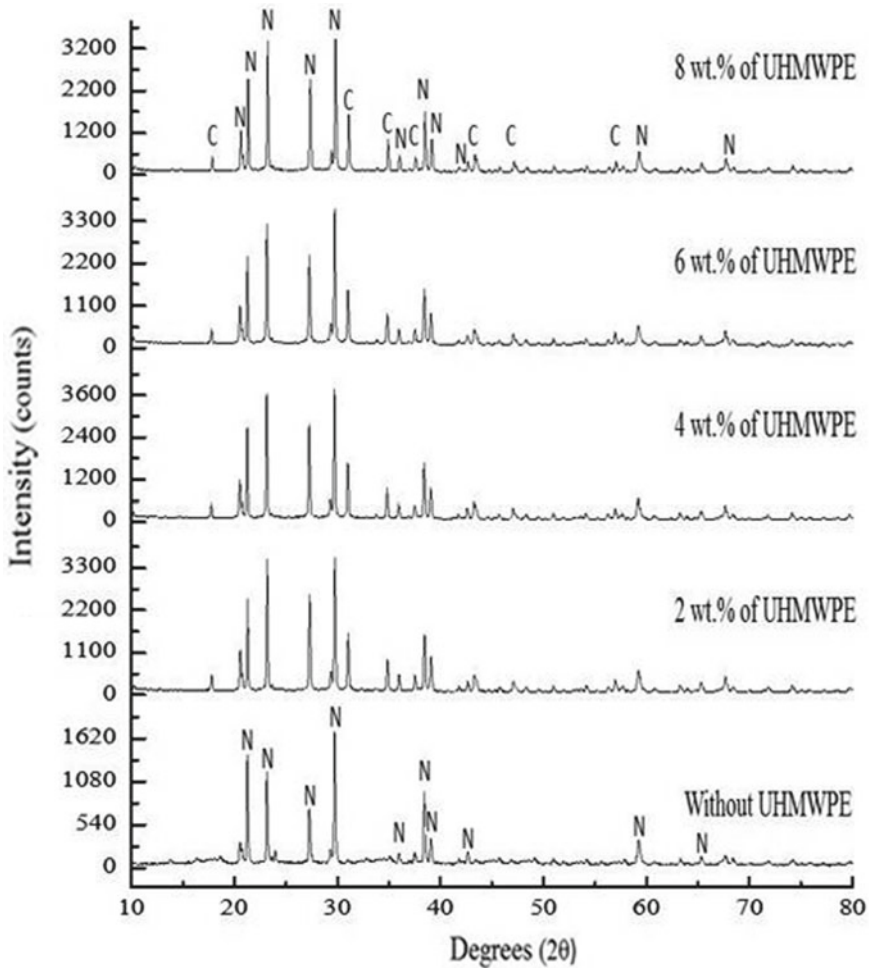 N N
3200 N N 8 wt.% of UHMWPE
2200 C N
1200 C N C N C N C C C N N
0
3300
2200 6 wt.% of UHMWPE
1100
0
3600
2400 4 wt.% of UHMWPE
1200
0
3300
2200 2 wt.% of UHMWPE
1100
0
1620 N N N
1080 N N Without UHMWPE
540 N N N N N
0
10 20 30 40 50 60 70 80
Degrees (2θ)
Intensity (counts)